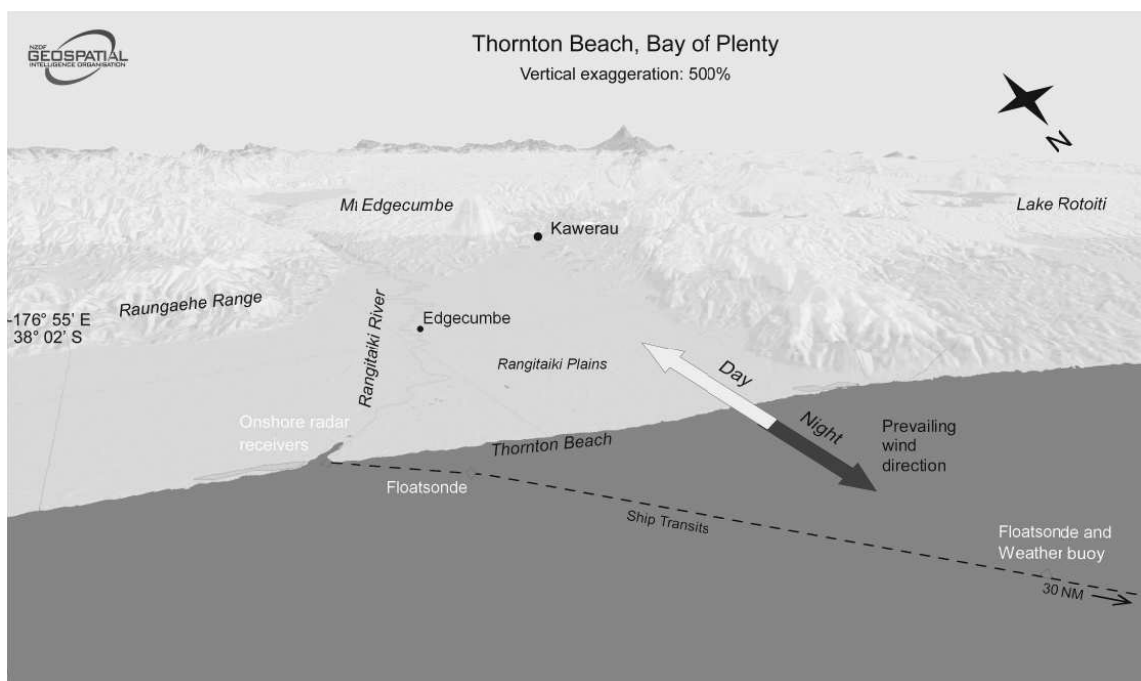 NZDF
GEOSPATIAL
INTELLIGENCE ORGANISATION
Thornton Beach, Bay of Plenty
Vertical exaggeration: 500%
N
Mt Edgecumbe
Lake Rotoiti
Kawerau
Raungaehe Range
-176° 55' E
38° 02' S
Rangitaiki River
Edgecumbe
Rangitaiki Plains
Day
Night
Prevailing
wind
direction
Onshore radar
receivers
Thornton Beach
Floatsonde
Ship Transits
Floatsonde and
Weather buoy
30 NM